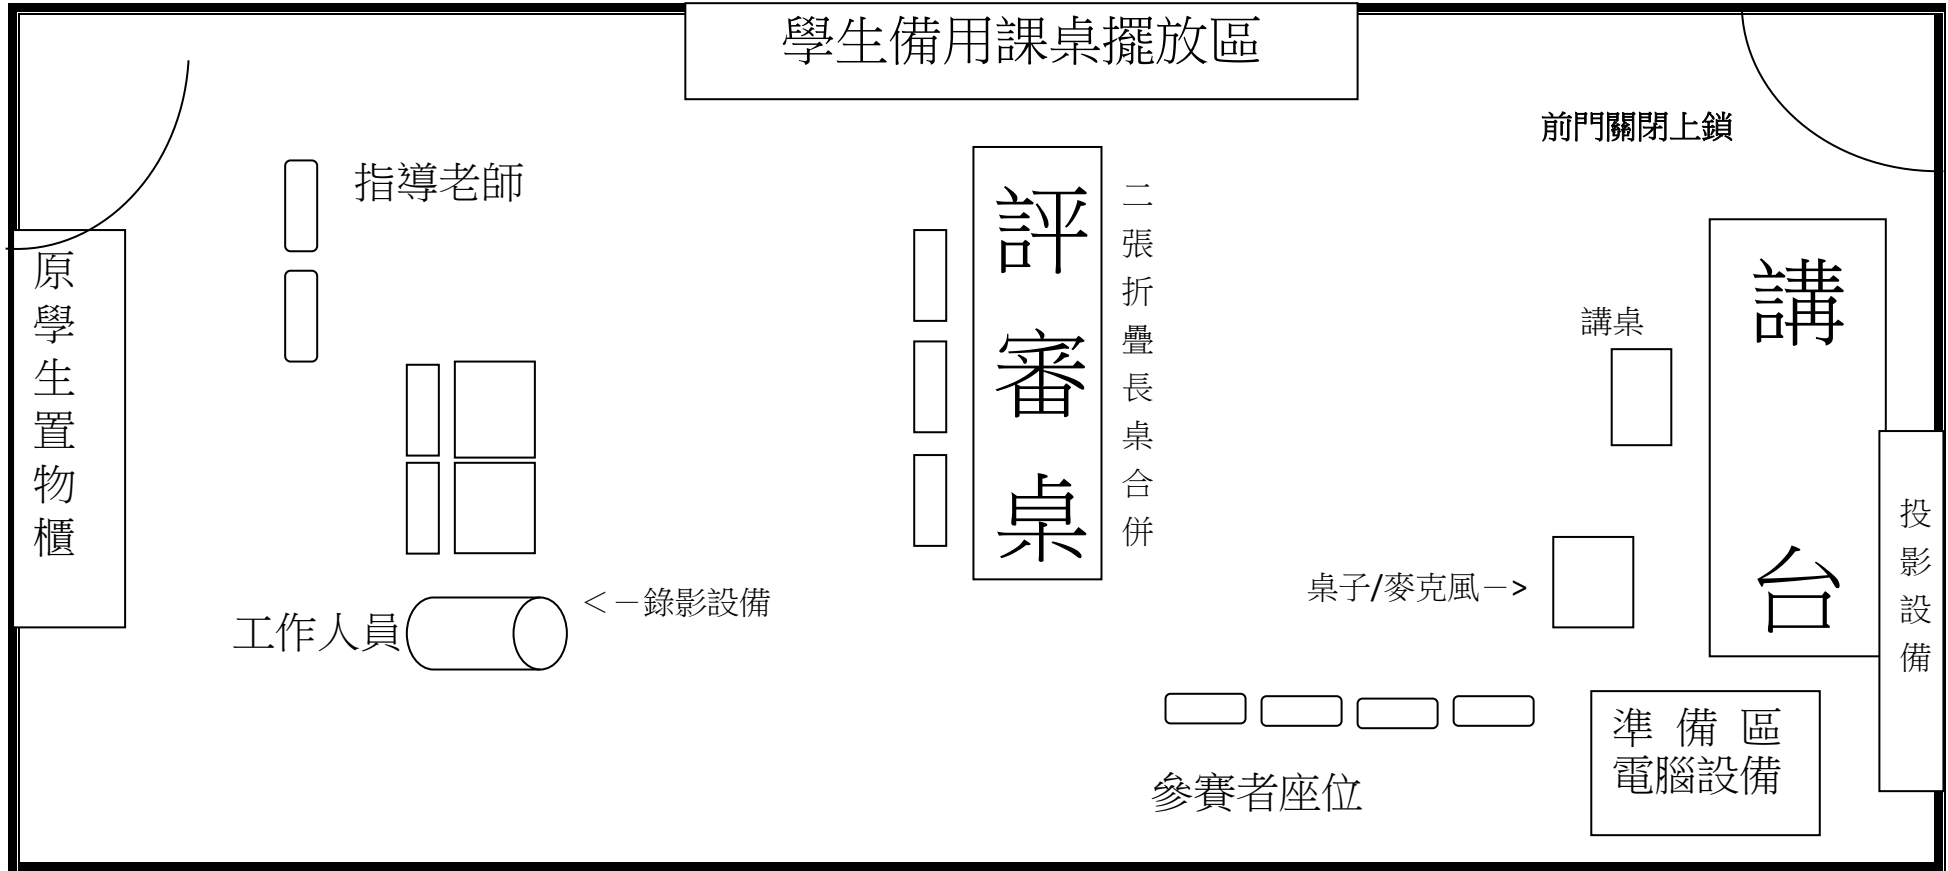 學生備用課桌擺放區
前門關閉上鎖
指導老師
原學生置物櫃
評審桌
二張折疊長桌合併
講桌
講台
投影設備
桌子/麥克風－>
<－錄影設備
工作人員
準備區
電腦設備
參賽者座位